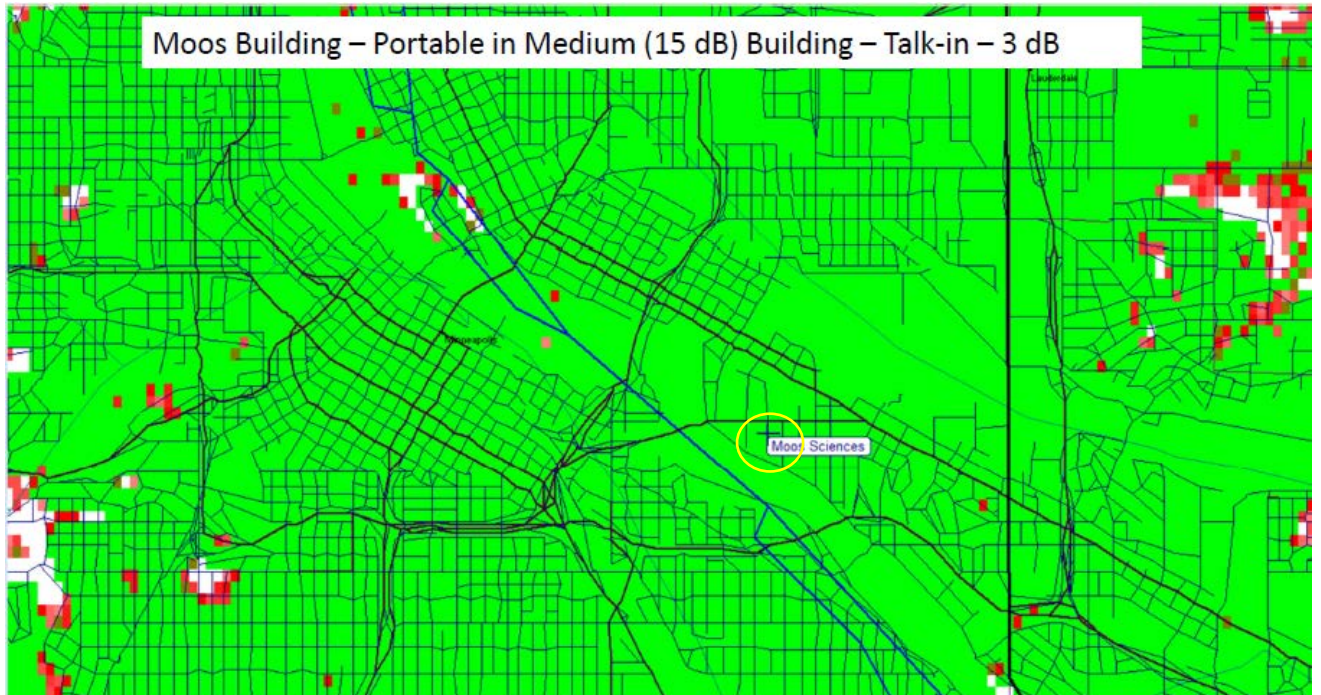 Moos Building – Portable in Medium (15 dB) Building – Talk-in – 3 dB
Lauderdale
Minneapolis
Moos Sciences